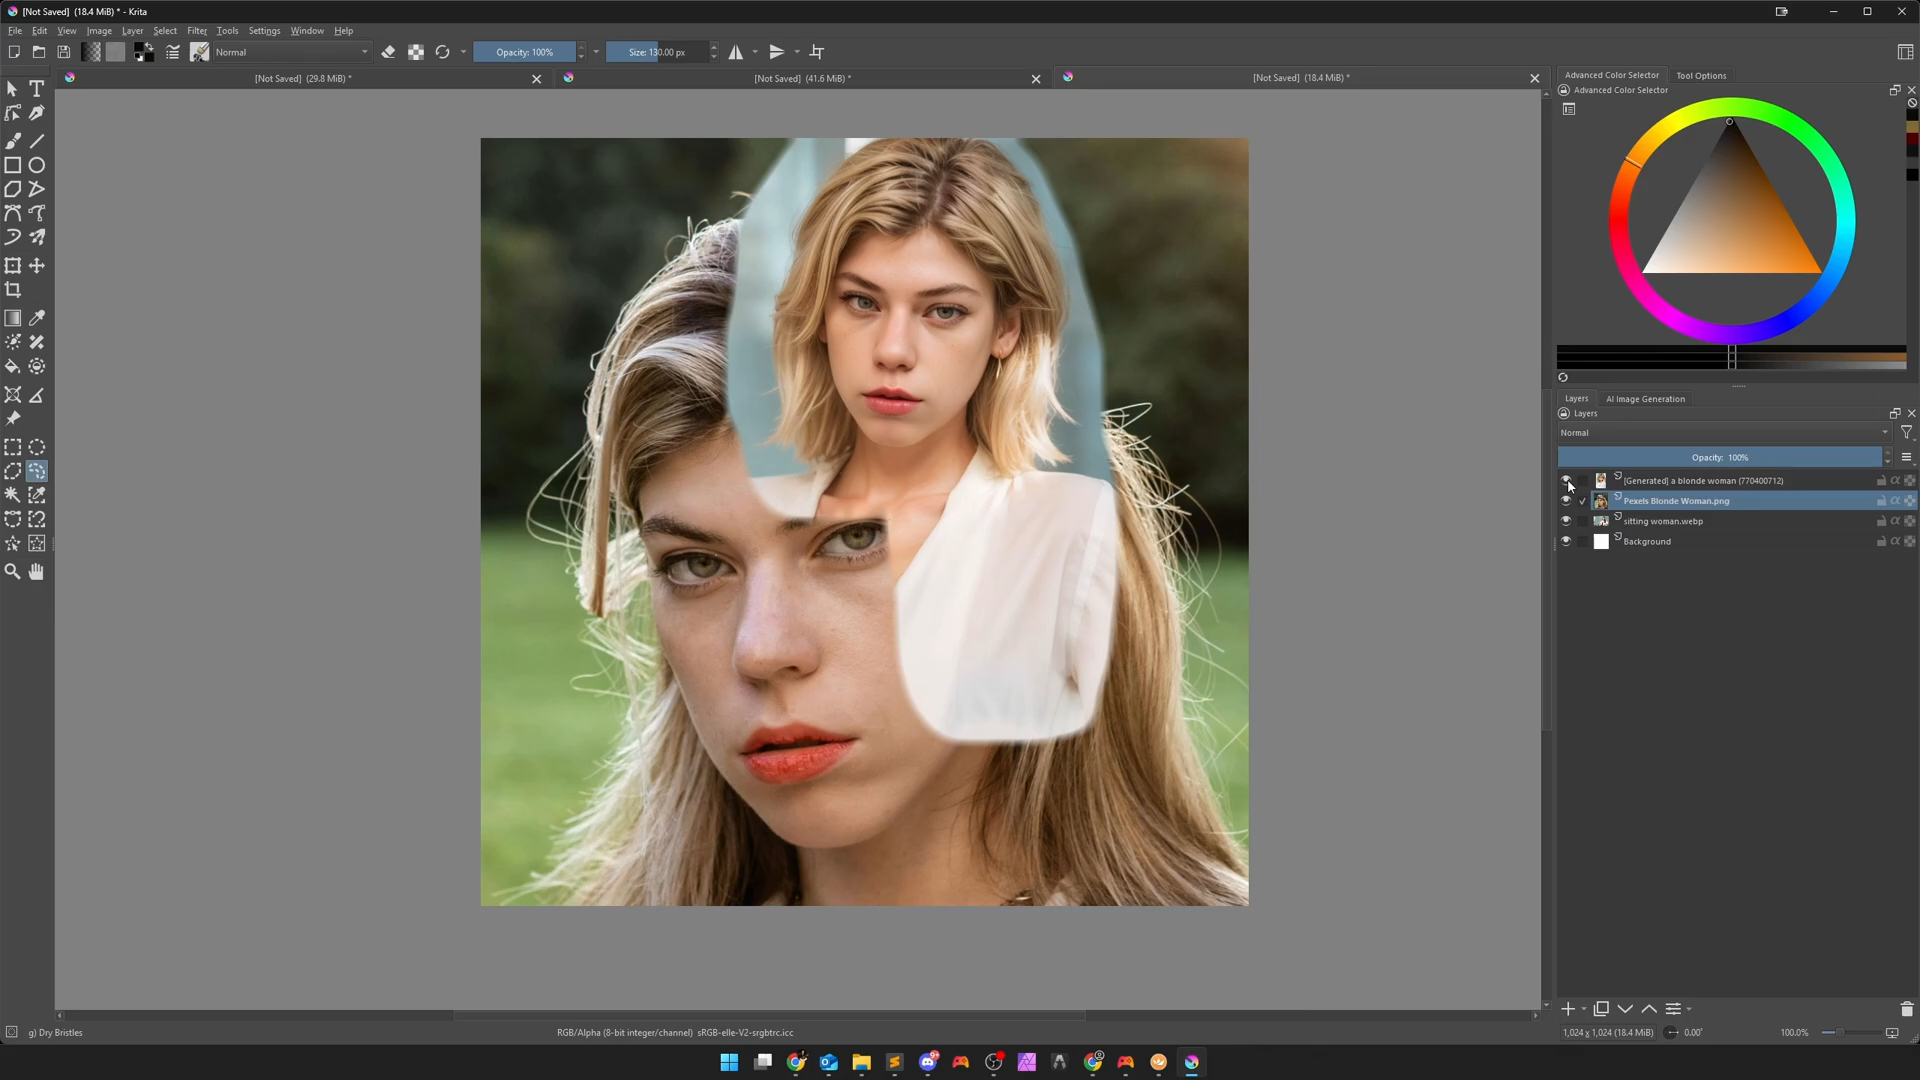 [Not Saved]  (18.4 MiB) * - Krita
File Edit View Image Layer Select Filter Tools Settings Window Help
Normal Opacity: 100% Size: 130.00 px
[Not Saved]  (29.8 MiB) * [Not Saved]  (41.6 MiB) * [Not Saved]  (18.4 MiB) *
Advanced Color Selector Tool Options
Advanced Color Selector
Layers AI Image Generation
Layers
Normal
Opacity:  100%
[Generated] a blonde woman (770400712)
Pexels Blonde Woman.png
sitting woman.webp
Background
g) Dry Bristles RGB/Alpha (8-bit integer/channel)  sRGB-elle-V2-srgbtrc.icc 1,024 x 1,024 (18.4 MiB) 0.00° 100.0%